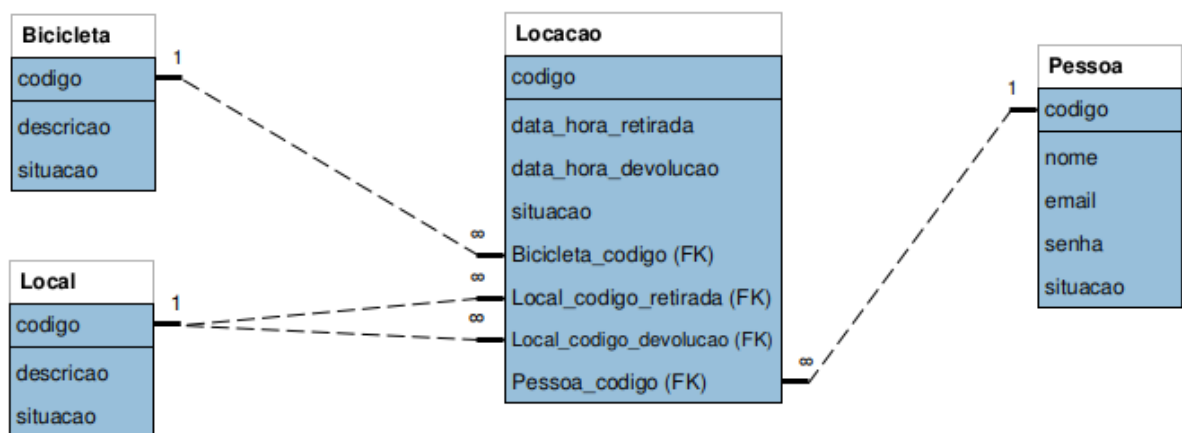 Bicicleta
codigo
descricao
situacao
1
Local
codigo
descricao
situacao
1
Locacao
codigo
data_hora_retirada
data_hora_devolucao
situacao
∞
Bicicleta_codigo (FK)
∞
Local_codigo_retirada (FK)
∞
Local_codigo_devolucao (FK)
Pessoa_codigo (FK)
∞
Pessoa
1
codigo
nome
email
senha
situacao